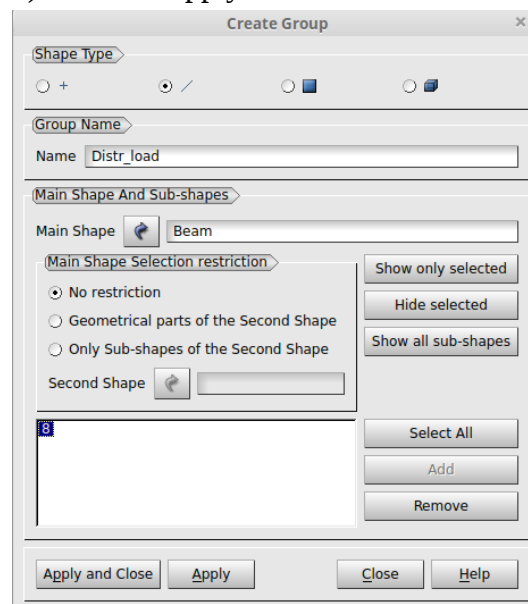 Create Group
×
Shape Type
Group Name
Name Distr_load
Main Shape And Sub-shapes
Main Shape Beam
Main Shape Selection restriction
Show only selected
No restriction
Hide selected
Geometrical parts of the Second Shape
Show all sub-shapes
Only Sub-shapes of the Second Shape
Second Shape
8
Select All
Add
Remove
Apply and Close Apply Close Help